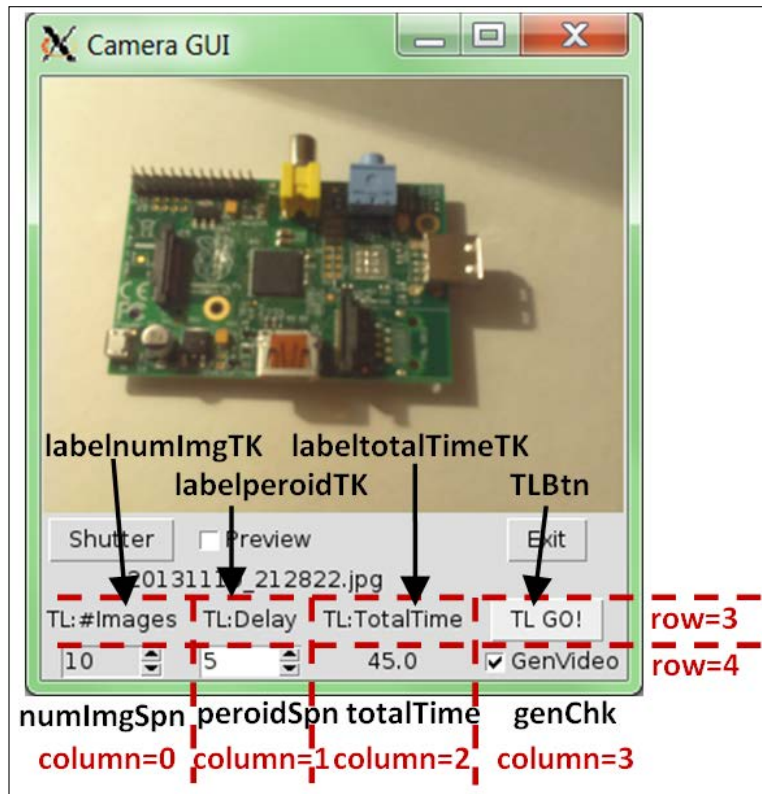 Camera GUI
labelnumImgTK labeltotalTimeTK
labelperoidTK TLBtn
Shutter Preview Exit
_212822.jpg
TL:#Images TL:Delay TL:TotalTime TL GO! row=3
10 5 45.0 GenVideo row=4
numImgSpn peroidSpn totalTime genChk
column=0 column=1 column=2 column=3